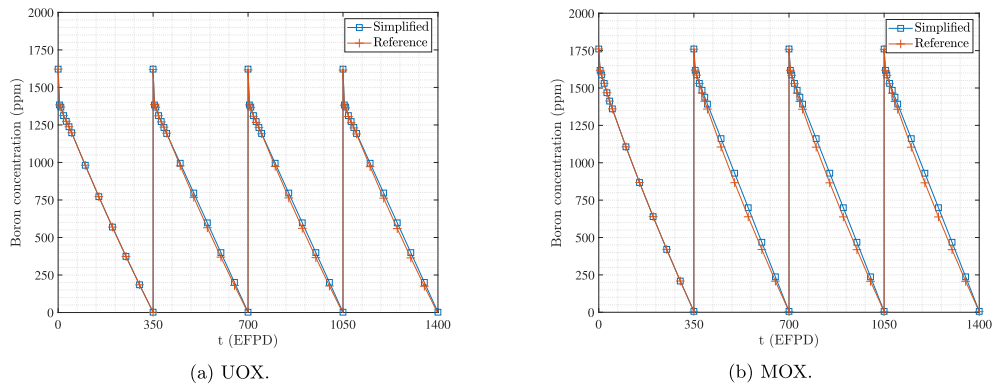 2000
1750
1500
1250
1000
750
500
250
0
Boron concentration (ppm)
0 350 700 1050 1400
t (EFPD)
Simplified
Reference
(a) UOX.
2000
1750
1500
1250
1000
750
500
250
0
Boron concentration (ppm)
0 350 700 1050 1400
t (EFPD)
Simplified
Reference
(b) MOX.